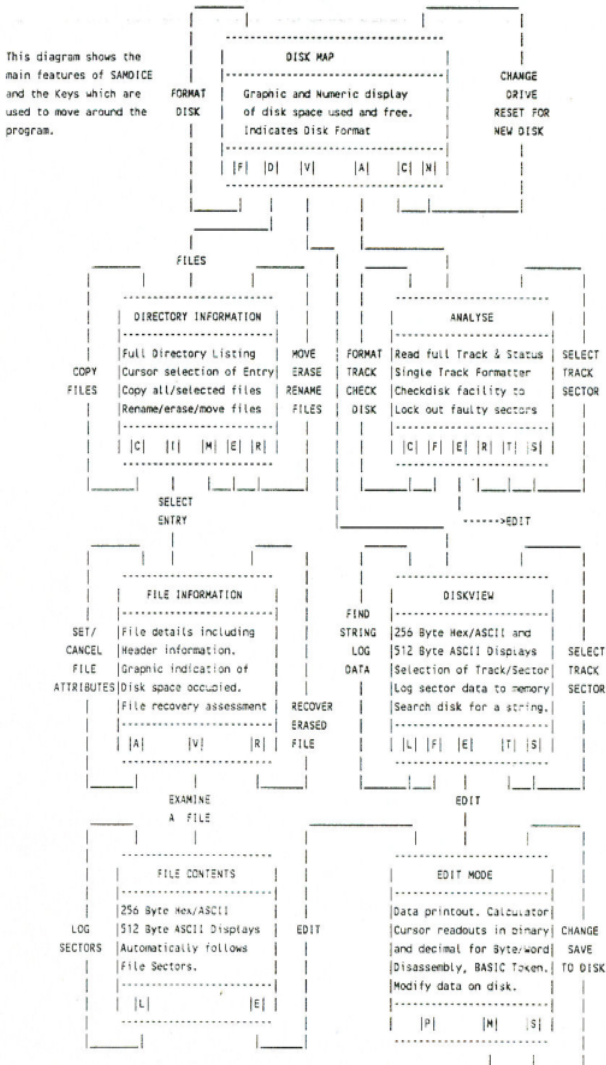 This diagram shows the
main features of SAMDICE
and the Keys which are
used to move around the
program.
FORMAT
DISK
DISK MAP
Graphic and Numeric display
of disk space used and free.
Indicates Disk Format
|F| |D| |V| |A| |C| |N|
CHANGE
DRIVE
RESET FOR
NEW DISK
FILES
COPY
FILES
DIRECTORY INFORMATION
Full Directory Listing
Cursor selection of Entry
Copy all/selected files
Rename/erase/move files
|C| |I| |M| |E| |R|
MOVE
ERASE
RENAME
FILES
FORMAT
TRACK
CHECK
DISK
ANALYSE
Read full Track & Status
Single Track Formatter
Checkdisk facility to
Lock out faulty sectors
|C| |F| |E| |R| |T| |S|
SELECT
TRACK
SECTOR
SELECT
ENTRY
------>EDIT
SET/
CANCEL
FILE
ATTRIBUTES
FILE INFORMATION
File details including
Header information.
Graphic indication of
Disk space occupied.
File recovery assessment
|A| |V| |R|
RECOVER
ERASED
FILE
FIND
STRING
LOG
DATA
DISKVIEW
256 Byte Hex/ASCII and
512 Byte ASCII Displays
Selection of Track/Sector
Log sector data to memory
Search disk for a string.
|L| |F| |E| |T| |S|
SELECT
TRACK
SECTOR
EXAMINE
A FILE
EDIT
LOG
SECTORS
FILE CONTENTS
256 Byte Hex/ASCII
512 Byte ASCII Displays
Automatically follows
File Sectors.
|L| |E|
EDIT
EDIT MODE
Data printout. Calculator
Cursor readouts in binary
and decimal for Byte/word
Disassembly, BASIC Token.
Modify data on disk.
|P| |M| |S|
CHANGE
SAVE
TO DISK